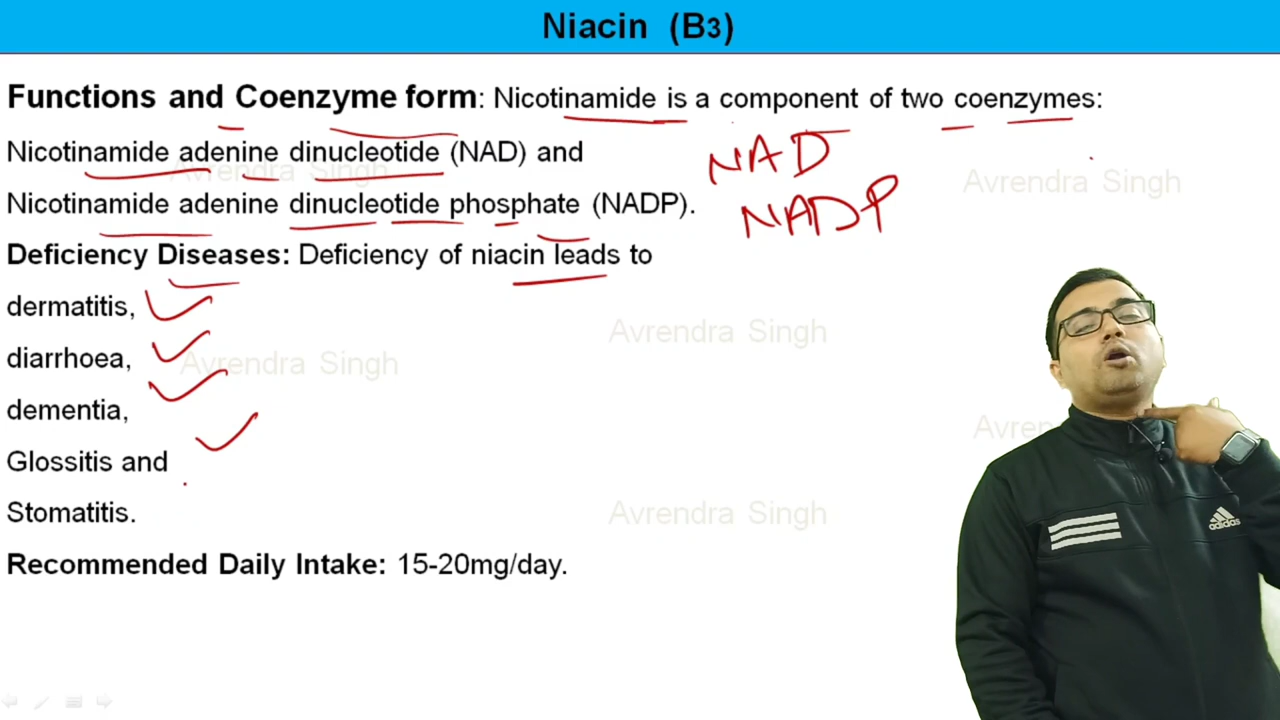 Niacin (B3)
Functions and Coenzyme form: Nicotinamide is a component of two coenzymes:
Nicotinamide adenine dinucleotide (NAD) and
NAD
Nicotinamide adenine dinucleotide phosphate (NADP).
NADP
Deficiency Diseases: Deficiency of niacin leads to
dermatitis,
diarrhoea,
dementia,
Glossitis and
Stomatitis.
Recommended Daily Intake: 15-20mg/day.
Avrendra Singh
Avrendra Singh
Avrendra Singh
Avrendra Singh
Avren
Avrendra Singh
adidas